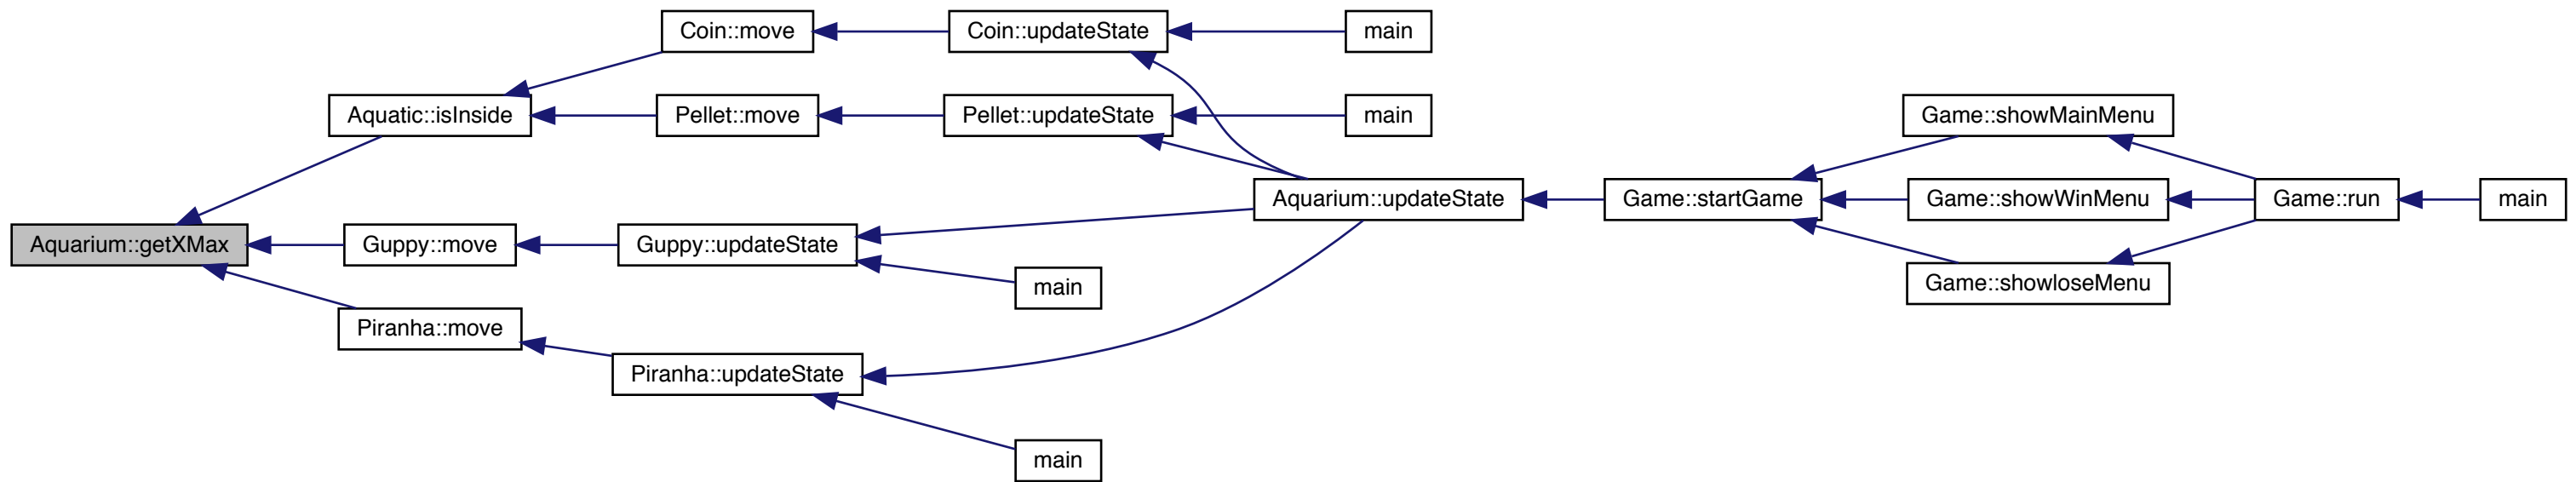 Coin::move
Coin::updateState
main
Aquatic::isInside
Pellet::move
Pellet::updateState
main
Game::showMainMenu
Aquarium::updateState
Game::startGame
Game::showWinMenu
Game::run
main
Aquarium::getXMax
Guppy::move
Guppy::updateState
main
Game::showloseMenu
Piranha::move
Piranha::updateState
main